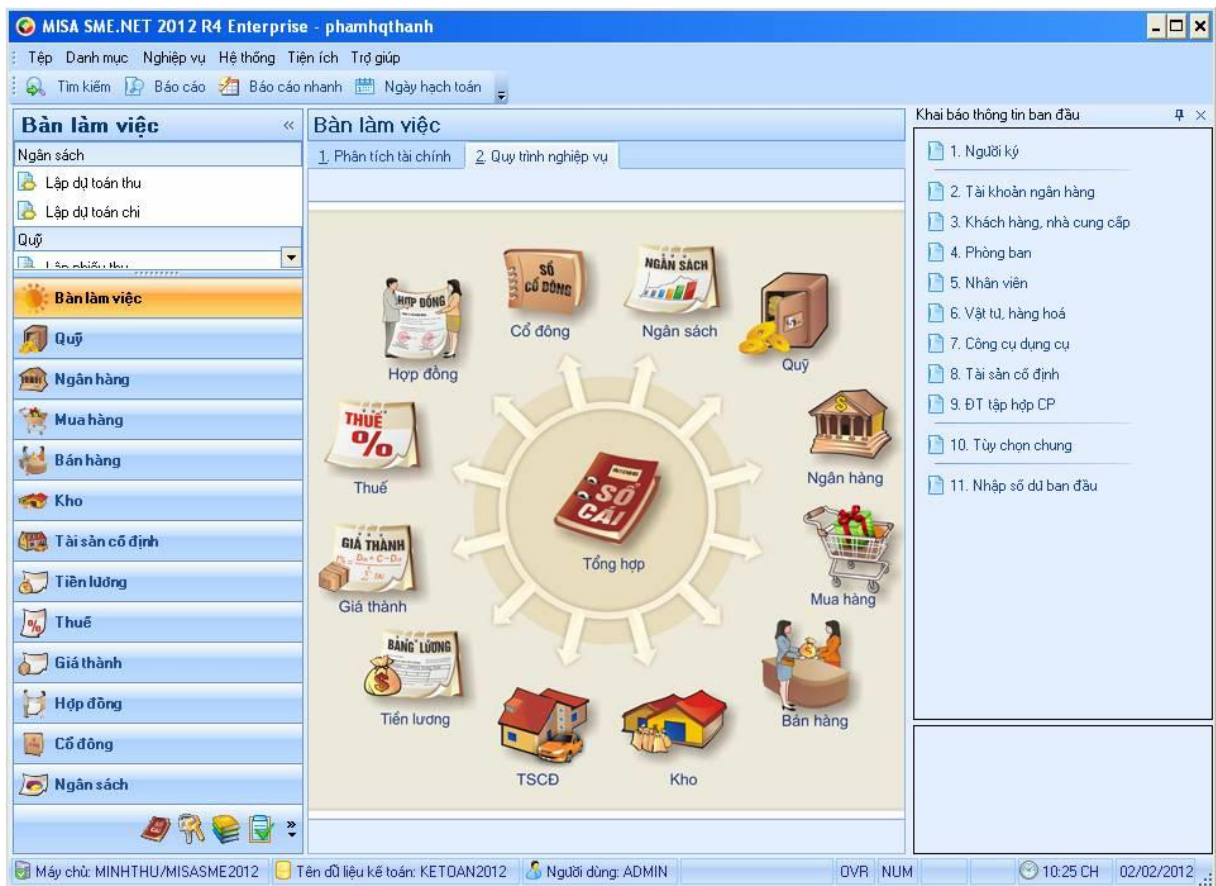 MISA SME.NET 2012 R4 Enterprise - phamhqthanh
Tệp Danh mục Nghiệp vụ Hệ thống Tiện ích Trợ giúp
Tìm kiếm Báo cáo Báo cáo nhanh Ngày hạch toán
Bàn làm việc «
Ngân sách
Lập dự toán thu
Lập dự toán chi
Quỹ
Lập phiếu thu
Bàn làm việc
Quỹ
Ngân hàng
Mua hàng
Bán hàng
Kho
Tài sản cố định
Tiền lương
Thuế
Giá thành
Hợp đồng
Cổ đông
Ngân sách
Bàn làm việc
1. Phân tích tài chính 2. Quy trình nghiệp vụ
HỢP ĐỒNG
Hợp đồng
SỔ
CỔ ĐÔNG
Cổ đông
NGÂN SÁCH
Ngân sách
Quỹ
THUẾ
%
Thuế
Ngân hàng
SỔ
CÁI
Tổng hợp
GIÁ THÀNH
Giá thành
Mua hàng
BẢNG LƯƠNG
Tiền lương
TSCĐ
Kho
Bán hàng
Khai báo thông tin ban đầu
1. Người ký
2. Tài khoản ngân hàng
3. Khách hàng, nhà cung cấp
4. Phòng ban
5. Nhân viên
6. Vật tư, hàng hoá
7. Công cụ dụng cụ
8. Tài sản cố định
9. ĐT tập hợp CP
10. Tùy chọn chung
11. Nhập số dư ban đầu
Máy chủ: MINHTHU/MISASME2012 Tên dữ liệu kế toán: KETOAN2012 Người dùng: ADMIN OVR NUM 10:25 CH 02/02/2012